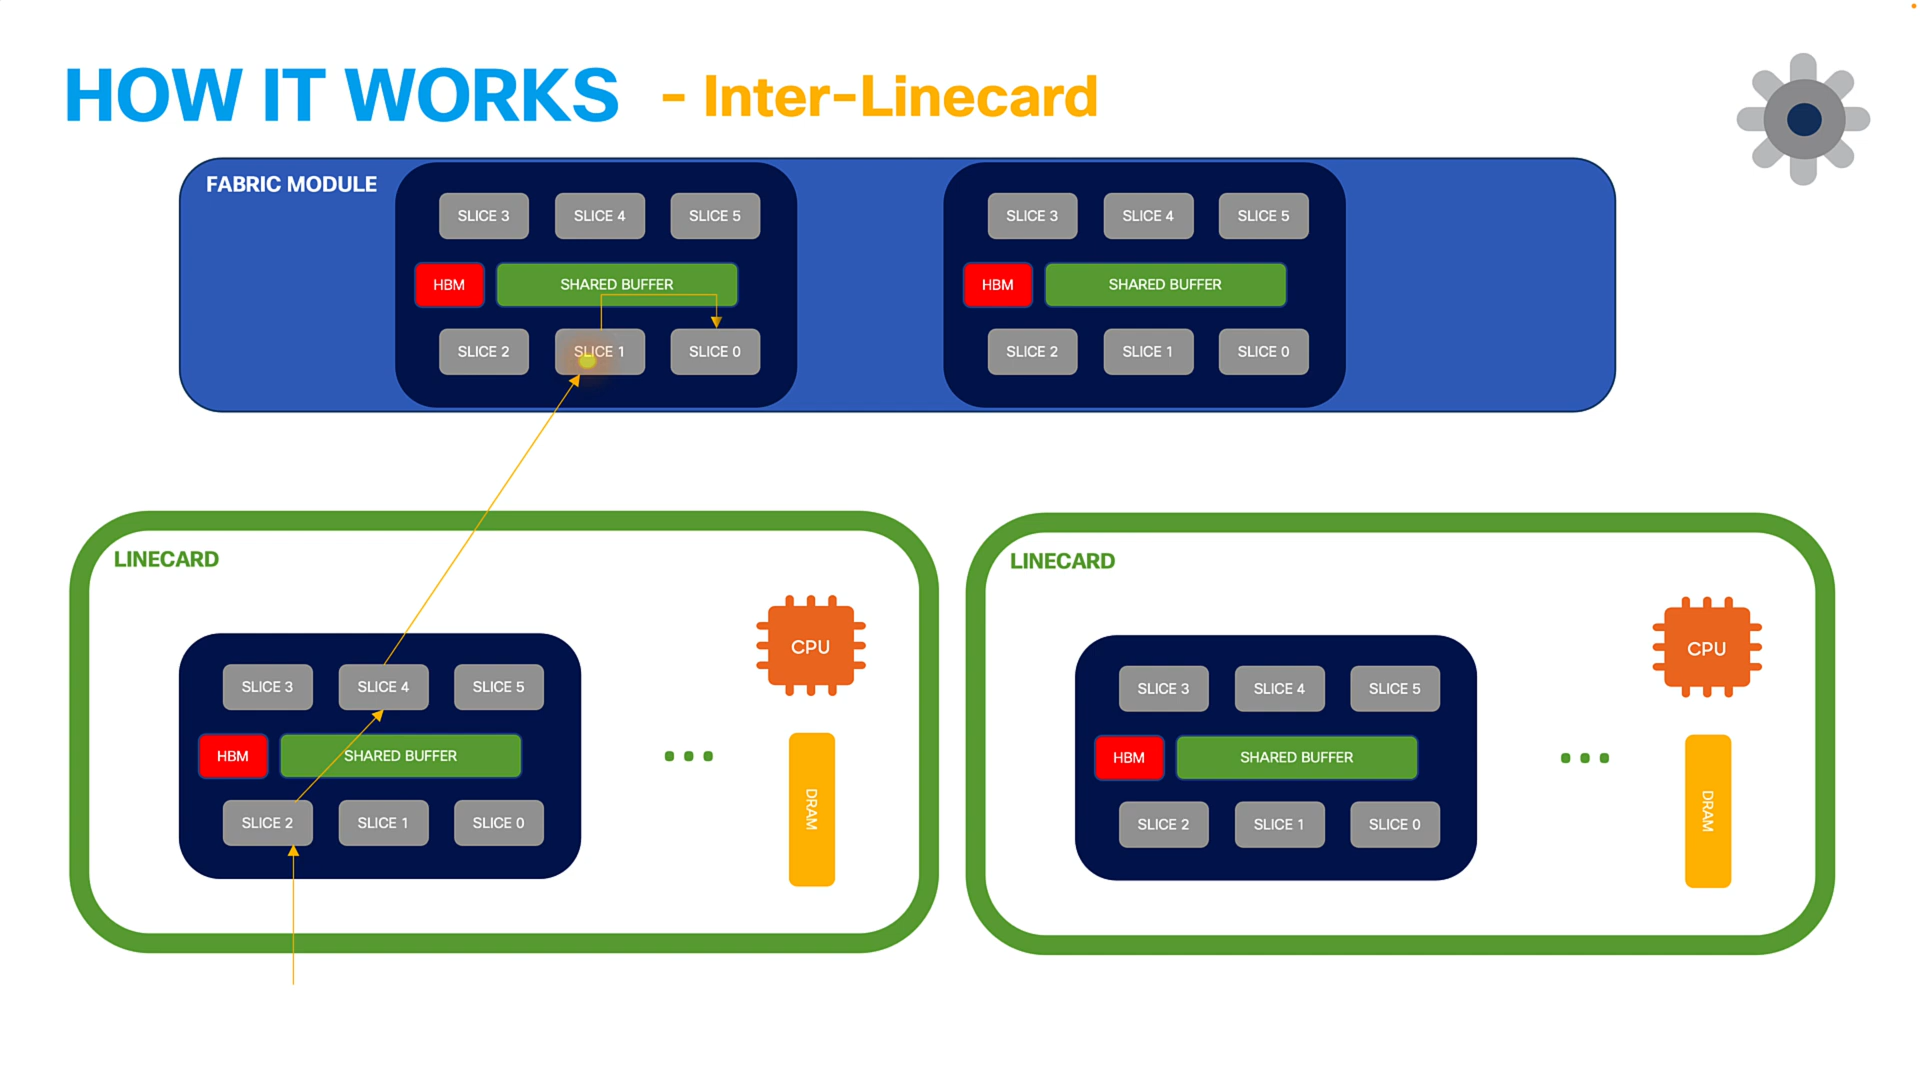 HOW IT WORKS - Inter-Linecard
FABRIC MODULE
SLICE 3 SLICE 4 SLICE 5
HBM SHARED BUFFER
SLICE 2 SLICE 1 SLICE 0
SLICE 3 SLICE 4 SLICE 5
HBM SHARED BUFFER
SLICE 2 SLICE 1 SLICE 0
LINECARD
SLICE 3 SLICE 4 SLICE 5
HBM SHARED BUFFER
SLICE 2 SLICE 1 SLICE 0
CPU
DRAM
LINECARD
SLICE 3 SLICE 4 SLICE 5
HBM SHARED BUFFER
SLICE 2 SLICE 1 SLICE 0
CPU
DRAM